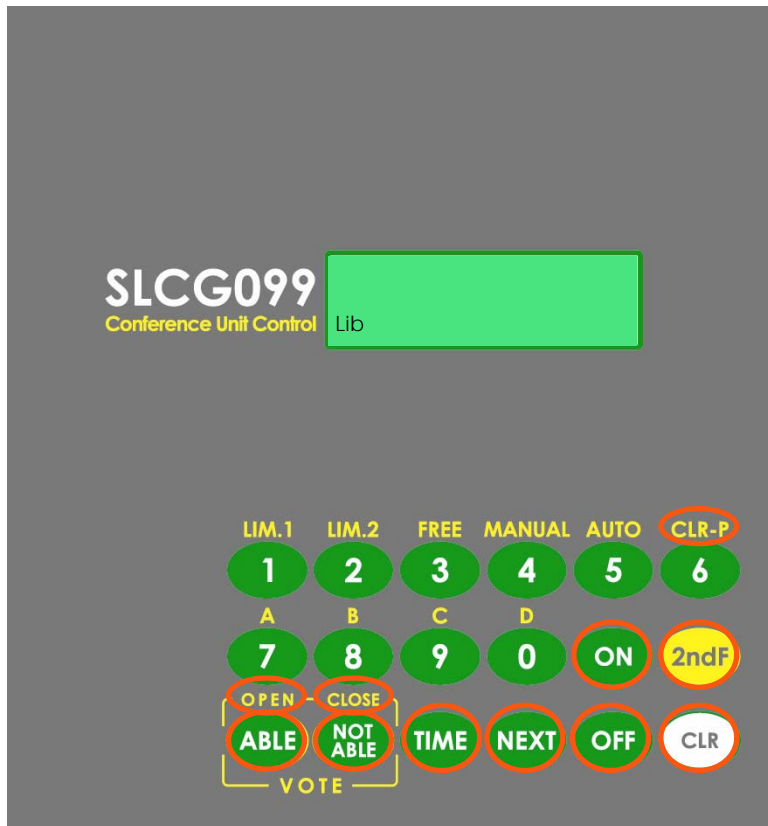 SLCG099
Conference Unit Control
Lib
LIM.1 LIM.2 FREE MANUAL AUTO CLR-P
1 2 3 4 5 6
A B C D
7 8 9 0 ON 2ndF
OPEN CLOSE
ABLE NOT ABLE TIME NEXT OFF CLR
VOTE